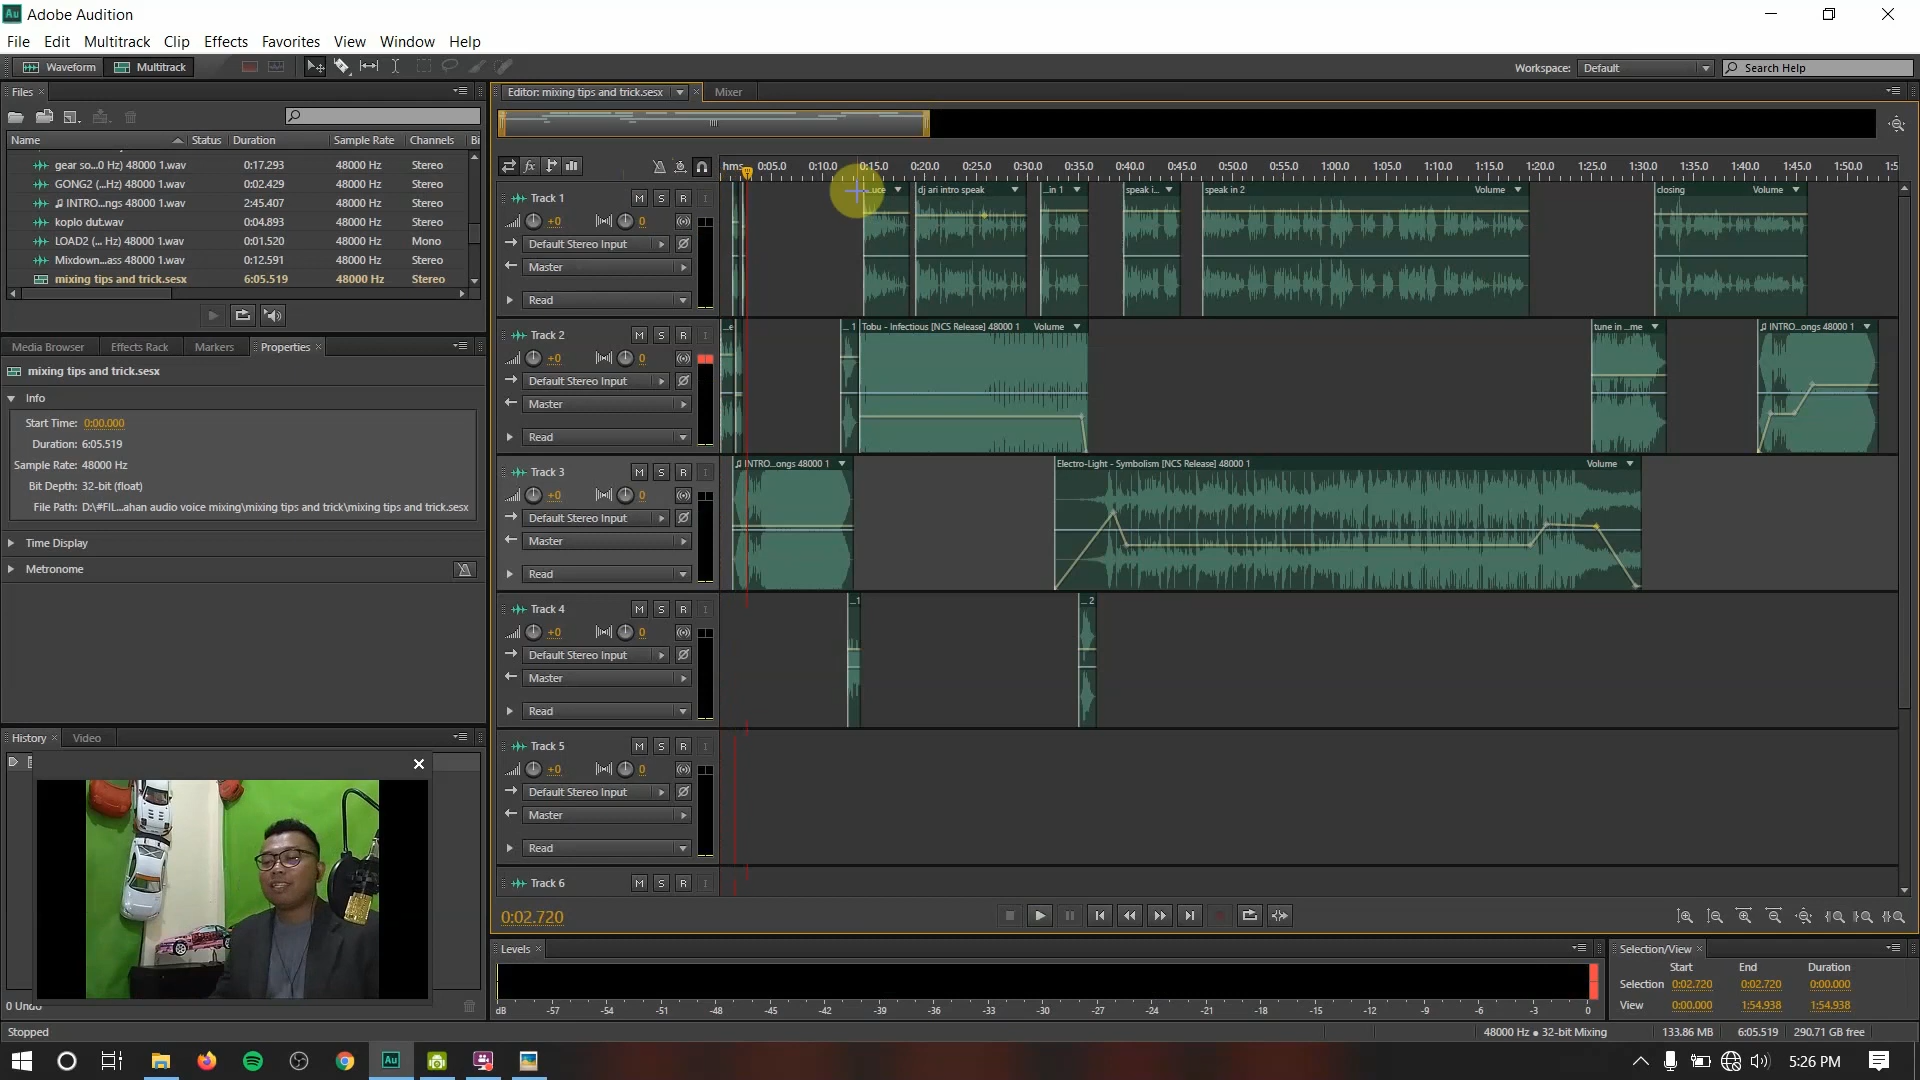 Adobe Audition
File Edit Multitrack Clip Effects Favorites View Window Help
Waveform Multitrack Workspace: Default Search Help
Files
Name Status Duration Sample Rate Channels Bi
gear so...0 Hz) 48000 1.wav 0:17.293 48000 Hz Stereo
GONG2 (...Hz) 48000 1.wav 0:02.429 48000 Hz Stereo
INTRO...ngs 48000 1.wav 2:45.407 48000 Hz Stereo
koplo dut.wav 0:04.893 48000 Hz Stereo
LOAD2 (... Hz) 48000 1.wav 0:01.520 48000 Hz Mono
Mixdown...ass 48000 1.wav 0:12.591 48000 Hz Stereo
mixing tips and trick.sesx 6:05.519 48000 Hz Stereo
Media Browser Effects Rack Markers Properties
mixing tips and trick.sesx
Info
Start Time: 0:00.000
Duration: 6:05.519
Sample Rate: 48000 Hz
Bit Depth: 32-bit (float)
File Path: D:\#FIL...ahan audio voice mixing\mixing tips and trick\mixing tips and trick.sesx
Time Display
Metronome
History Video
0 Undo
Editor: mixing tips and trick.sesx Mixer
fx hms 0:05.0 0:10.0 0:15.0 0:20.0 0:25.0 0:30.0 0:35.0 0:40.0 0:45.0 0:50.0 0:55.0 1:00.0 1:05.0 1:10.0 1:15.0 1:20.0 1:25.0 1:30.0 1:35.0 1:40.0 1:45.0 1:50.0 1:5
Track 1 M S R I
+0 0
Default Stereo Input
Master
Read
...uce dj ari intro speak ...in 1 speak i... speak in 2 Volume closing Volume
Track 2 M S R I
+0 0
Default Stereo Input
Master
Read
...e ...1 Tobu - Infectious [NCS Release] 48000 1 Volume tune in ...me INTRO...ongs 48000 1
Track 3 M S R I
+0 0
Default Stereo Input
Master
Read
INTRO...ongs 48000 1 Electro-Light - Symbolism [NCS Release] 48000 1 Volume
Track 4 M S R I
+0 0
Default Stereo Input
Master
Read
...1 ...2
Track 5 M S R I
+0 0
Default Stereo Input
Master
Read
Track 6 M S R I
0:02.720
Levels
dB -57 -54 -51 -48 -45 -42 -39 -36 -33 -30 -27 -24 -21 -18 -15 -12 -9 -6 -3 0
Selection/View
Start End Duration
Selection 0:02.720 0:02.720 0:00.000
View 0:00.000 1:54.938 1:54.938
Stopped 48000 Hz ● 32-bit Mixing 133.86 MB 6:05.519 290.71 GB free
Au 5:26 PM